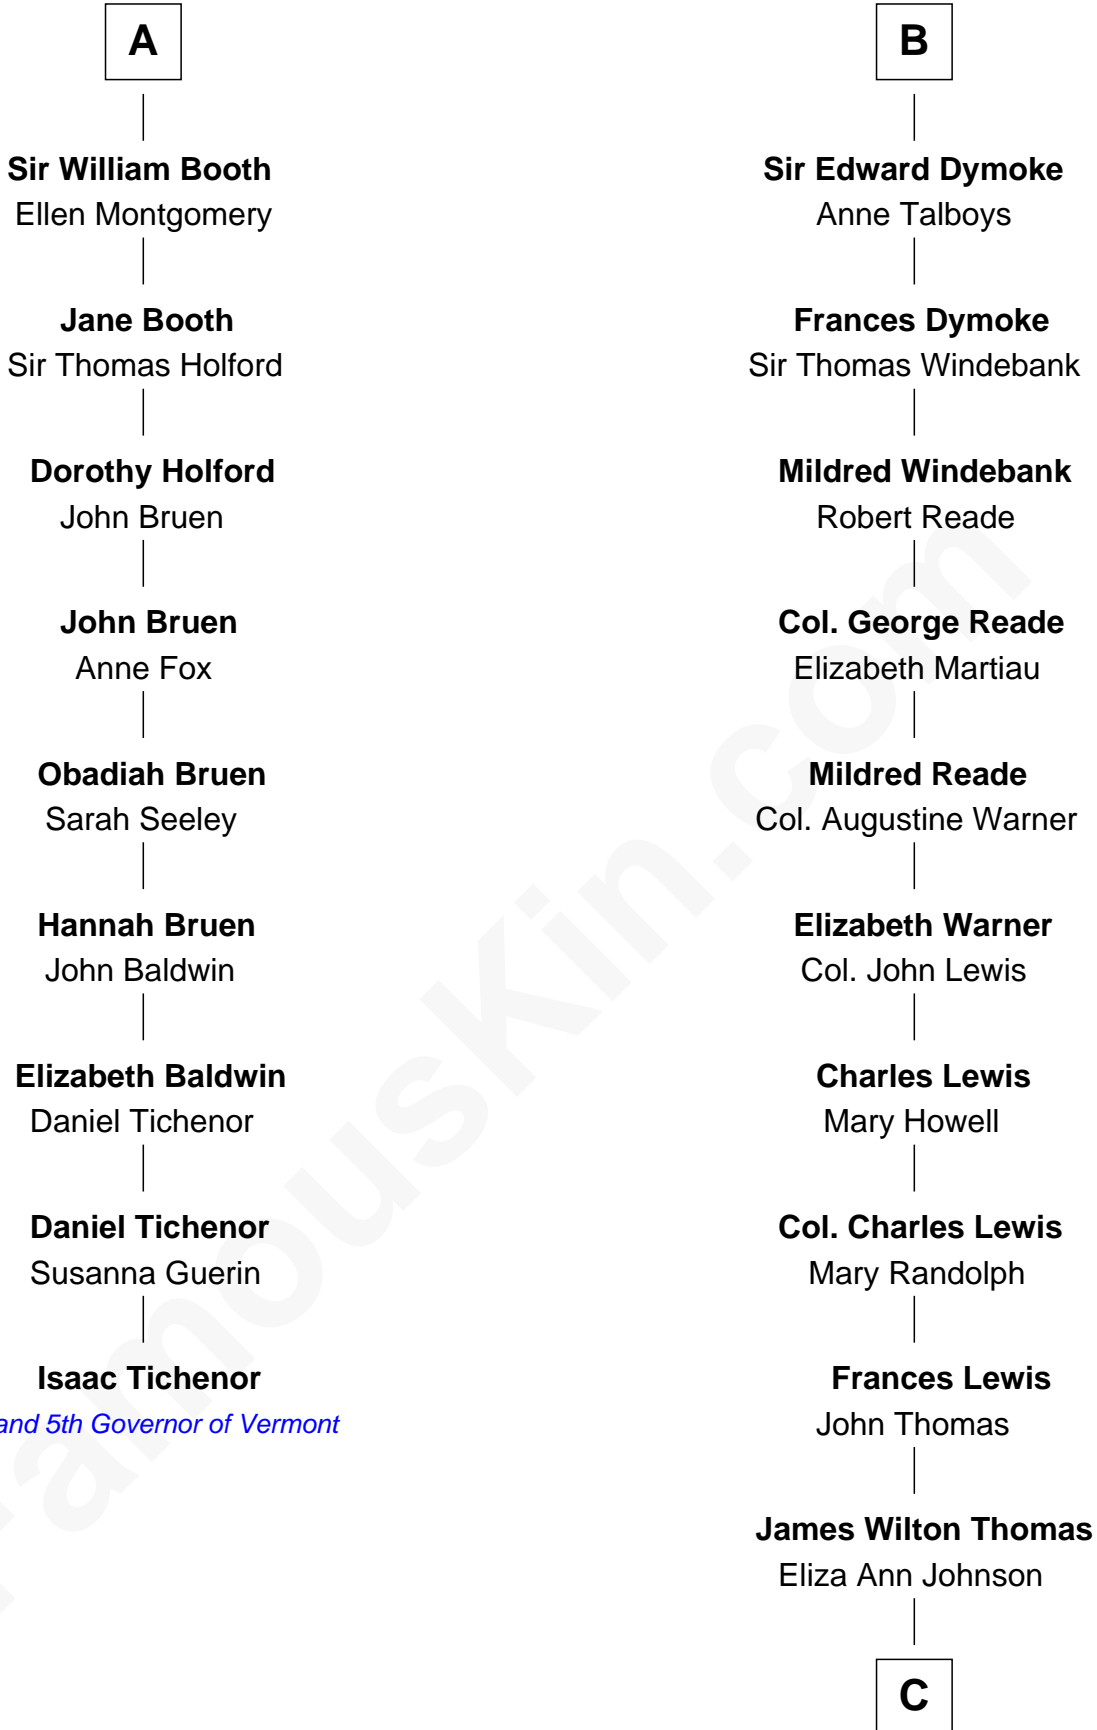 A
Sir William Booth
Ellen Montgomery
Jane Booth
Sir Thomas Holford
Dorothy Holford
John Bruen
John Bruen
Anne Fox
Obadiah Bruen
Sarah Seeley
Hannah Bruen
John Baldwin
Elizabeth Baldwin
Daniel Tichenor
Daniel Tichenor
Susanna Guerin
Isaac Tichenor
and 5th Governor of Vermont
B
Sir Edward Dymoke
Anne Talboys
Frances Dymoke
Sir Thomas Windebank
Mildred Windebank
Robert Reade
Col. George Reade
Elizabeth Martiau
Mildred Reade
Col. Augustine Warner
Elizabeth Warner
Col. John Lewis
Charles Lewis
Mary Howell
Col. Charles Lewis
Mary Randolph
Frances Lewis
John Thomas
James Wilton Thomas
Eliza Ann Johnson
C
FamousKin.com